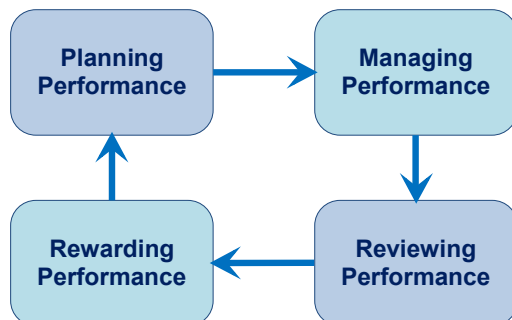 Planning
Performance
Managing
Performance
Rewarding
Performance
Reviewing
Performance